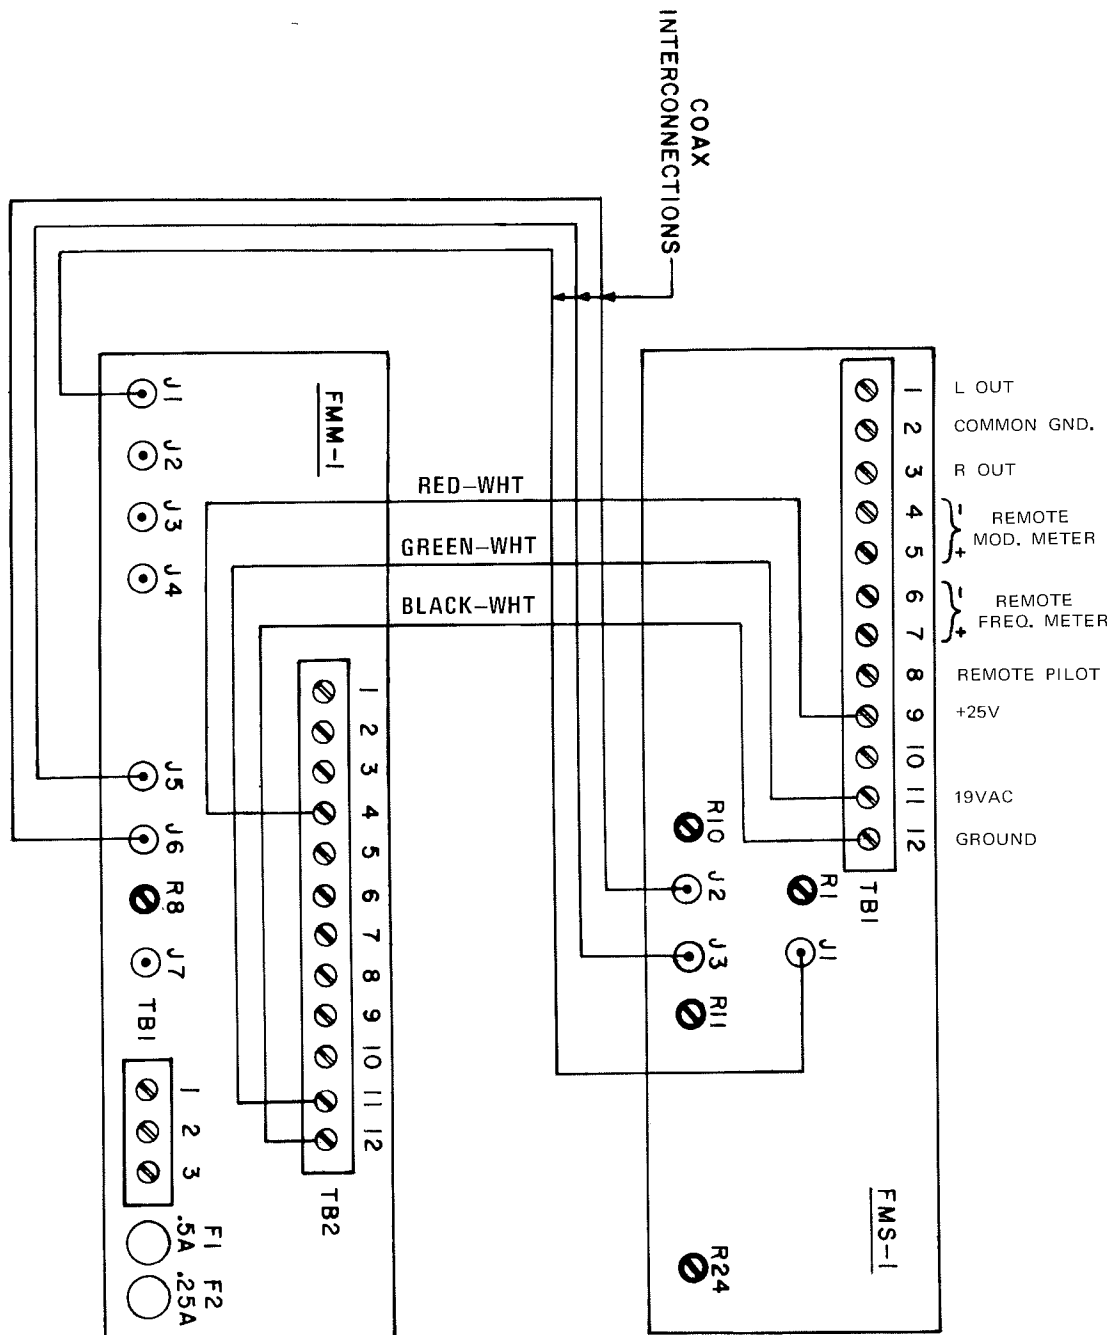 COAX
INTERCONNECTIONS
FMM-1
J1
J2
J3
J4
J5
J6
R8
J7
TB1
1
2
3
F1
.5A
F2
.25A
1
2
3
4
5
6
7
8
9
10
11
12
TB2
RED-WHT
GREEN-WHT
BLACK-WHT
FMS-1
1 L OUT
2 COMMON GND.
3 R OUT
4 -
5 +
REMOTE
MOD. METER
6 -
7 +
REMOTE
FREQ. METER
8 REMOTE PILOT
9 +25V
10
11 19VAC
12 GROUND
TB1
R10
J2
R1
J3
J1
R11
R24